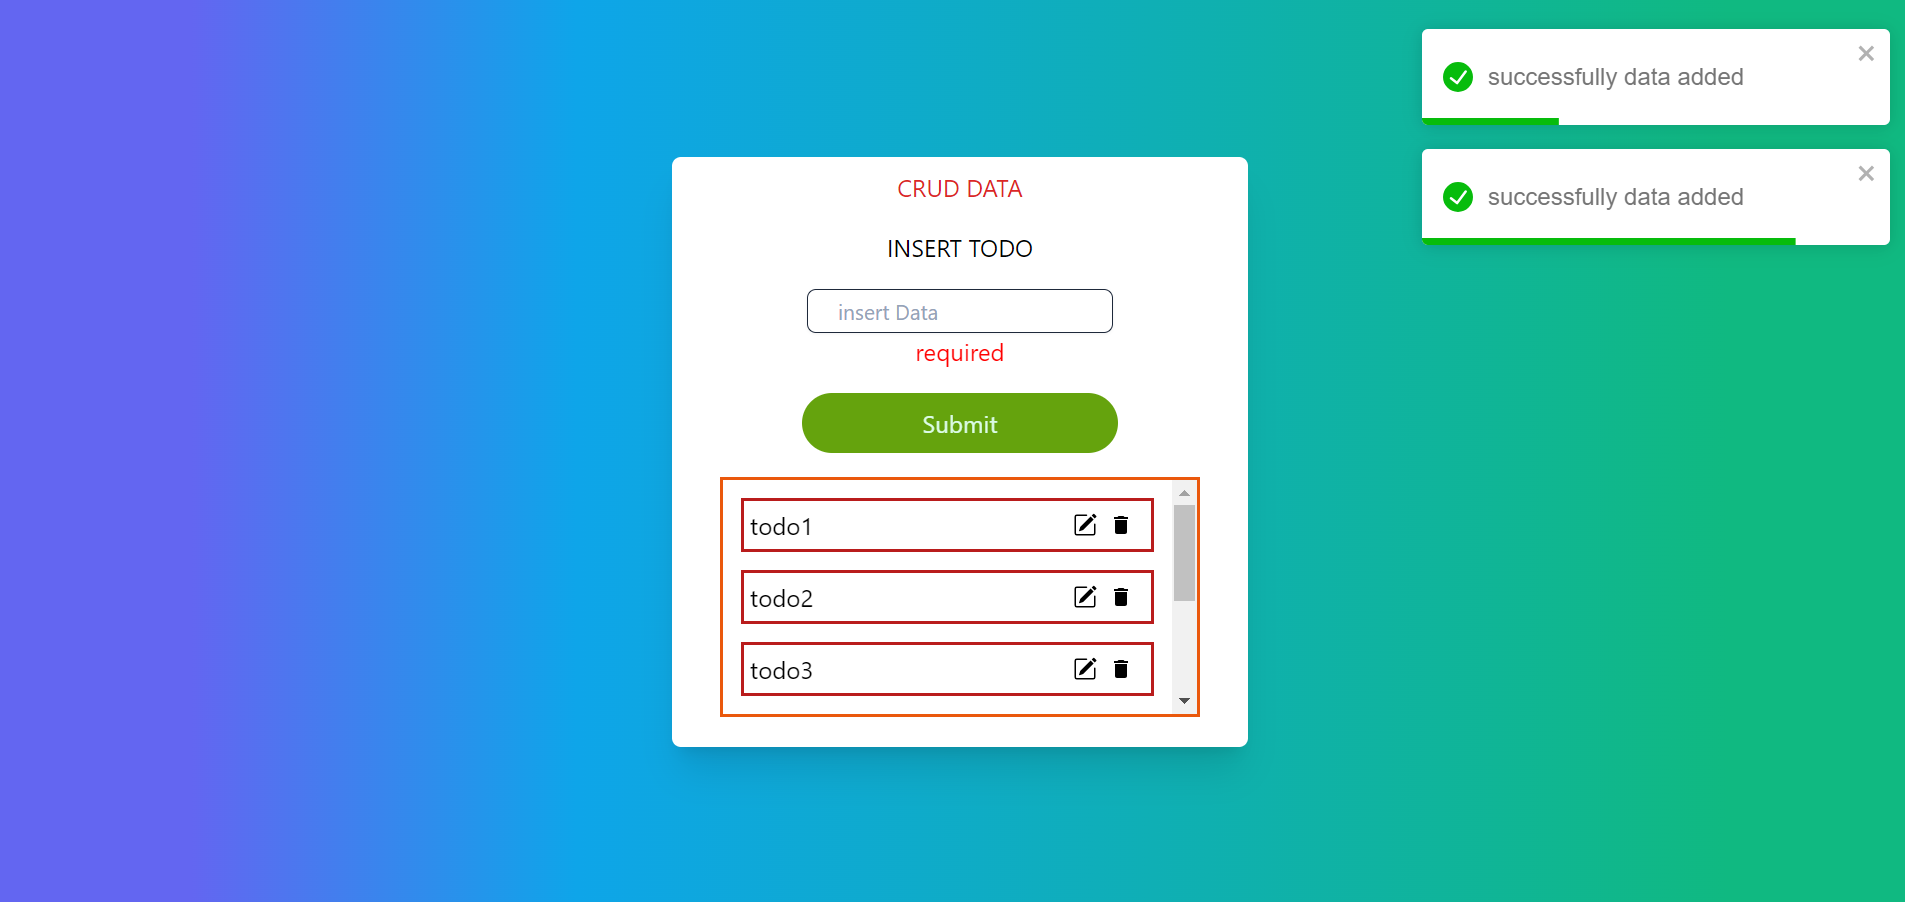 successfully data added
successfully data added
CRUD DATA
INSERT TODO
insert Data
required
Submit
todo1
todo2
todo3